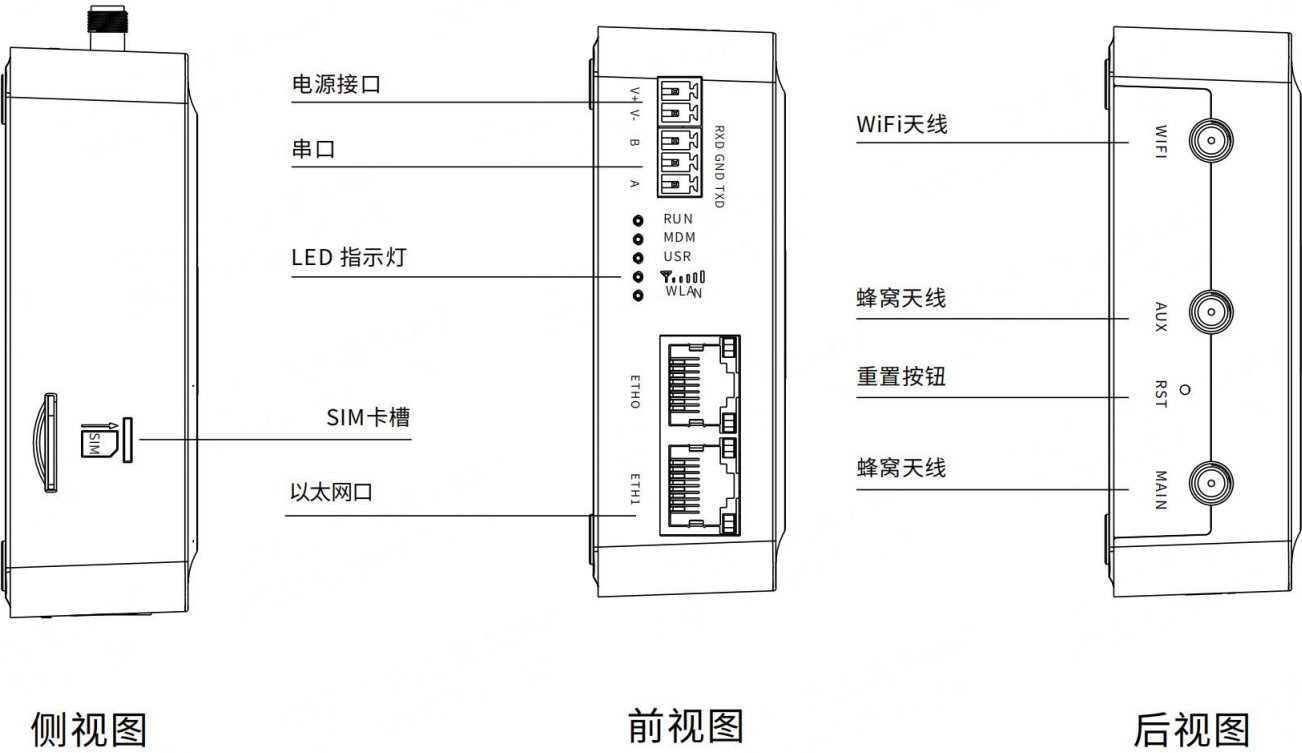 电源接口
串口
LED 指示灯
SIM卡槽
以太网口
SIM
V+
V-
B
A
RXD GND TXD
RUN
MDM
USR
WLAN
ETH0
ETH1
WiFi天线
蜂窝天线
重置按钮
蜂窝天线
WIFI
AUX
RST
MAIN
侧视图
前视图
后视图